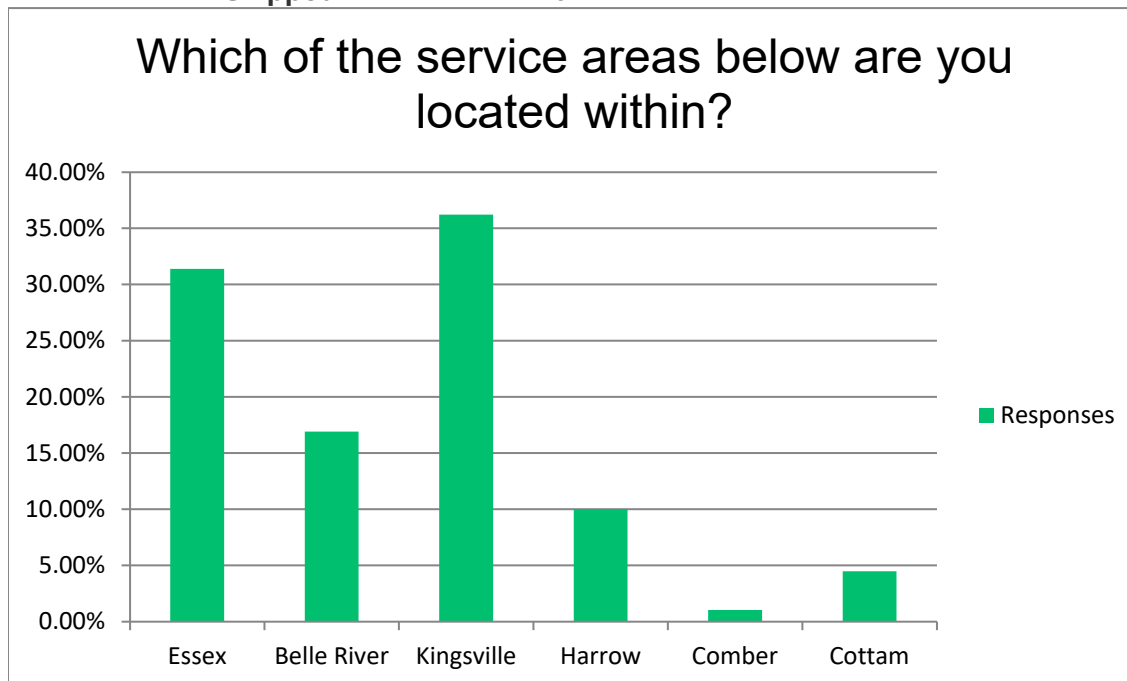 Which of the service areas below are you
located within?
40.00%
35.00%
30.00%
25.00%
20.00%
15.00%
10.00%
5.00%
0.00%
Essex Belle River Kingsville Harrow Comber Cottam
Responses